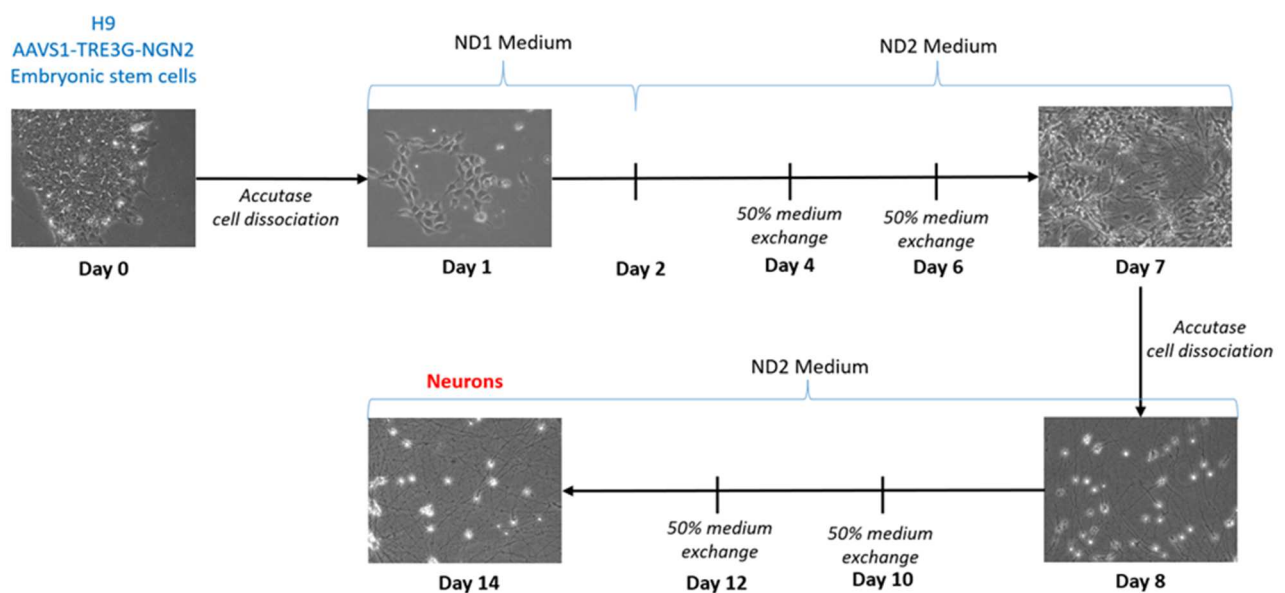 H9
AAVS1-TRE3G-NGN2
Embryonic stem cells
ND1 Medium
ND2 Medium
Accutase
cell dissociation
50% medium
exchange
50% medium
exchange
Day 0
Day 1
Day 2
Day 4
Day 6
Day 7
Accutase
cell dissociation
ND2 Medium
Neurons
50% medium
exchange
50% medium
exchange
Day 14
Day 12
Day 10
Day 8